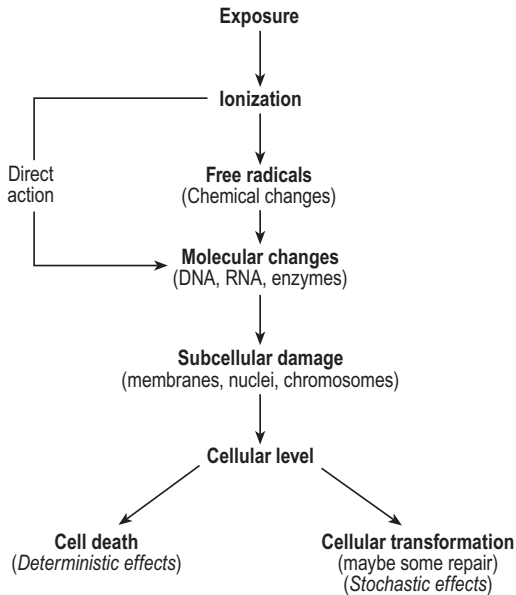 Exposure
Ionization
Direct
action
Free radicals
(Chemical changes)
Molecular changes
(DNA, RNA, enzymes)
Subcellular damage
(membranes, nuclei, chromosomes)
Cellular level
Cell death
(Deterministic effects)
Cellular transformation
(maybe some repair)
(Stochastic effects)